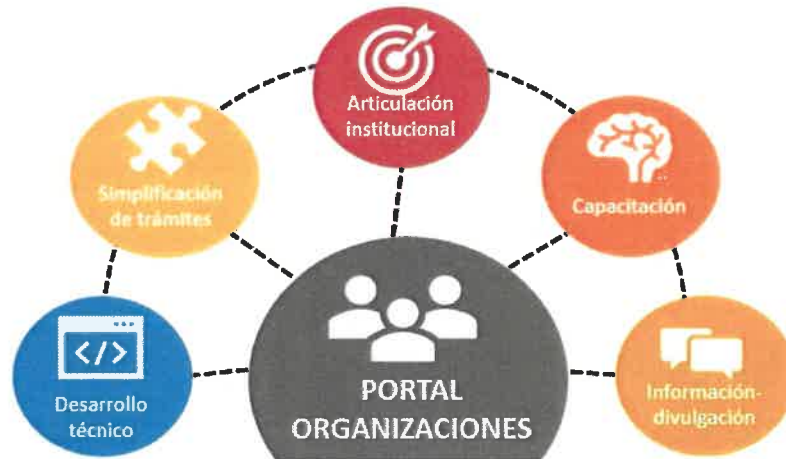 Articulación
institucional
Simplificación
de trámites
Capacitación
</>
Desarrollo
técnico
PORTAL
ORGANIZACIONES
Información-
divulgación